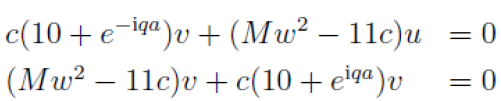 c(10 + e^{-iqa})v + (Mw^2 − 11c)u = 0
(Mw^2 − 11c)v + c(10 + e^{iqa})v = 0